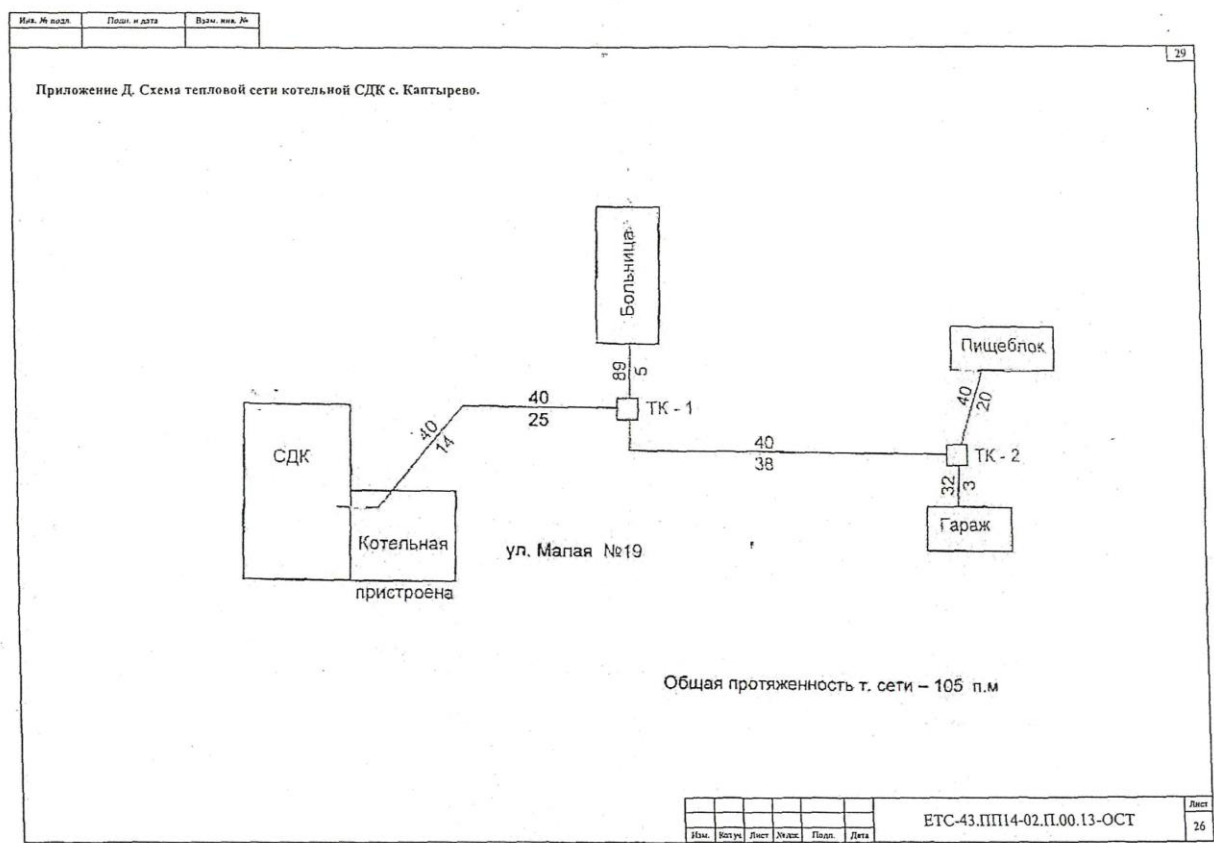 Инв. № подл. Подп. и дата Взам. инв. №
29
Приложение Д. Схема тепловой сети котельной СДК с. Каптырево.
Больница
89
5
Пищеблок
40
20
40
25
ТК - 1
40
14
СДК
40
38
ТК - 2
32
3
Гараж
Котельная
ул. Малая №19
пристроена
Общая протяженность т. сети – 105 п.м
ЕТС-43.ПП14-02.П.00.13-ОСТ
Лист
26
Изм. Кол уч Лист №док. Подп. Дата